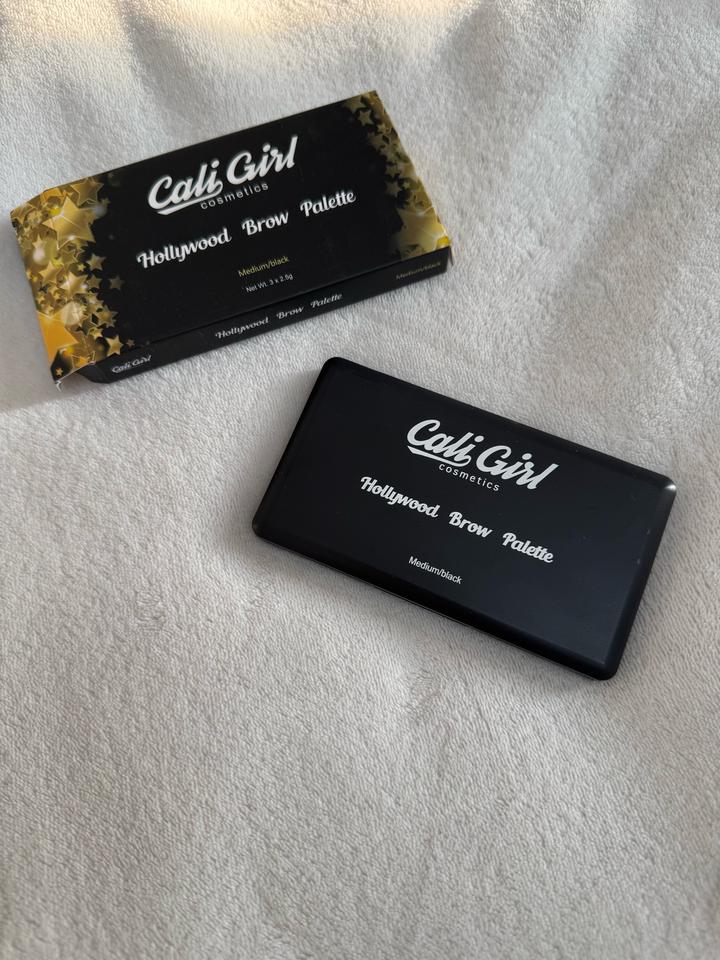 Cali Girl
cosmetics
Hollywood Brow Palette
Medium/black
Net Wt. 3 x 2.6g
Cali Girl
Hollywood Brow Palette
Medium/black
Cali Girl
cosmetics
Hollywood Brow Palette
Medium/black